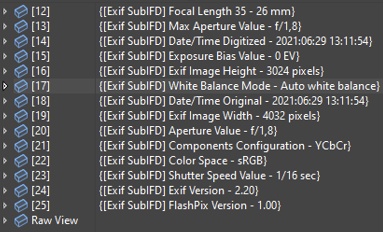 [12] {[Exif SubIFD] Focal Length 35 - 26 mm}
[13] {[Exif SubIFD] Max Aperture Value - f/1,8}
[14] {[Exif SubIFD] Date/Time Digitized - 2021:06:29 13:11:54}
[15] {[Exif SubIFD] Exposure Bias Value - 0 EV}
[16] {[Exif SubIFD] Exif Image Height - 3024 pixels}
[17] {[Exif SubIFD] White Balance Mode - Auto white balance}
[18] {[Exif SubIFD] Date/Time Original - 2021:06:29 13:11:54}
[19] {[Exif SubIFD] Exif Image Width - 4032 pixels}
[20] {[Exif SubIFD] Aperture Value - f/1,8}
[21] {[Exif SubIFD] Components Configuration - YCbCr}
[22] {[Exif SubIFD] Color Space - sRGB}
[23] {[Exif SubIFD] Shutter Speed Value - 1/16 sec}
[24] {[Exif SubIFD] Exif Version - 2.20}
[25] {[Exif SubIFD] FlashPix Version - 1.00}
Raw View